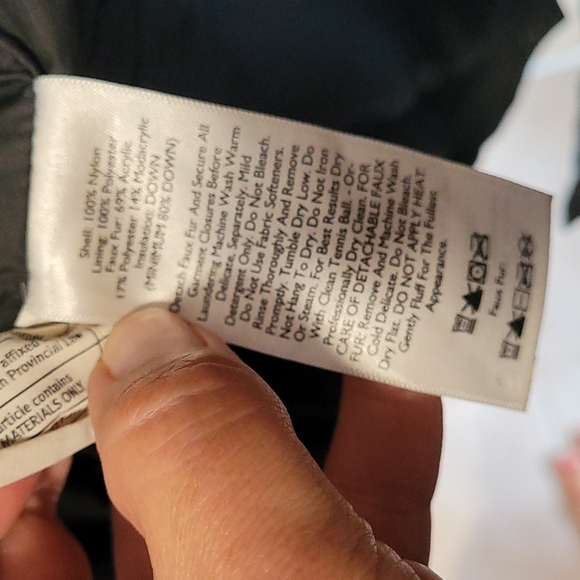 Shell: 100% Nylon
Lining 100% Polyester
Faux Fur: 69% Acrylic
17% Polyester 14% Modacrylic
Insulation: DOWN
(MINIMUM 80% DOWN)
Detach Faux Fur And Secure All
Garment Closures Before
Laundering Machine Wash Warm
Delicate, Separately. Mild
Detergent Only. Do Not Bleach.
Do Not Use Fabric Softeners.
Rinse Thoroughly And Remove
Promptly. Tumble Dry Low. Do
Not Hang To Dry. Do Not Iron
Or Steam. For Best Results Dry
With Clean Tennis Ball. - Or-
Professionally Dry Clean. FOR
CARE OF DETACHABLE FAUX
FUR: Remove And Machine Wash
Cold Delicate. Do Not Bleach.
Dry Flat. DO NOT APPLY HEAT
Gently Fluff For The Fullest
Appearance.
Faux Fur:
affixed
Provincial
article contains
MATERIALS ONLY